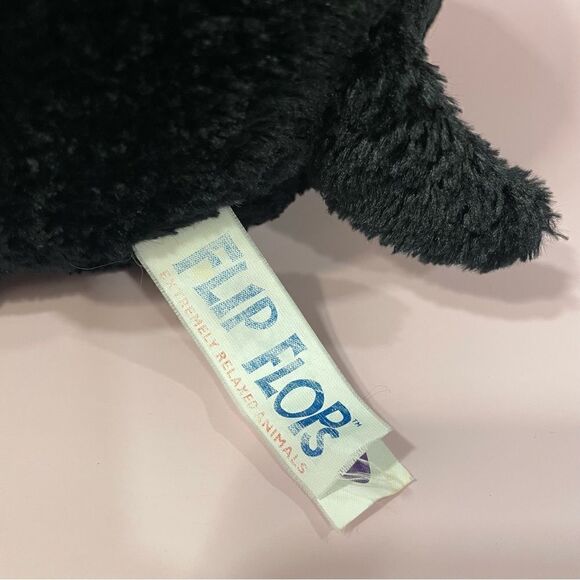 FLIP FLOPS™
EXTREMELY RELAXED ANIMALS